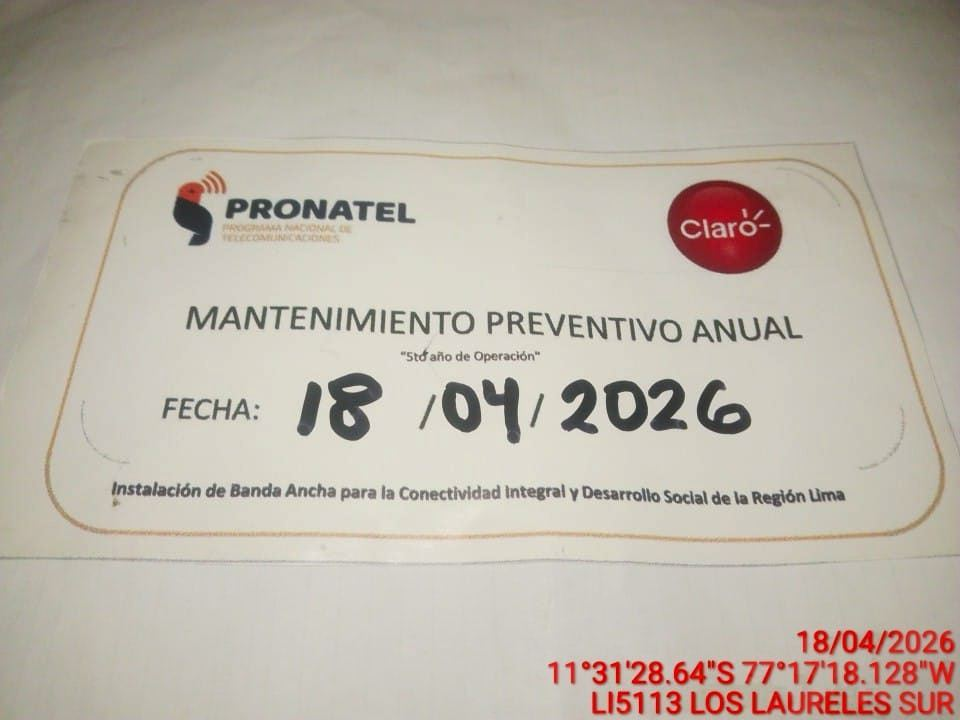 PRONATEL
PROGRAMA NACIONAL DE
TELECOMUNICACIONES
Claro
MANTENIMIENTO PREVENTIVO ANUAL
"5to año de Operación"
FECHA: 18/04/2026
Instalación de Banda Ancha para la Conectividad Integral y Desarrollo Social de la Región Lima
18/04/2026
11°31'28.64"S 77°17'18.128"W
LI5113 LOS LAURELES SUR